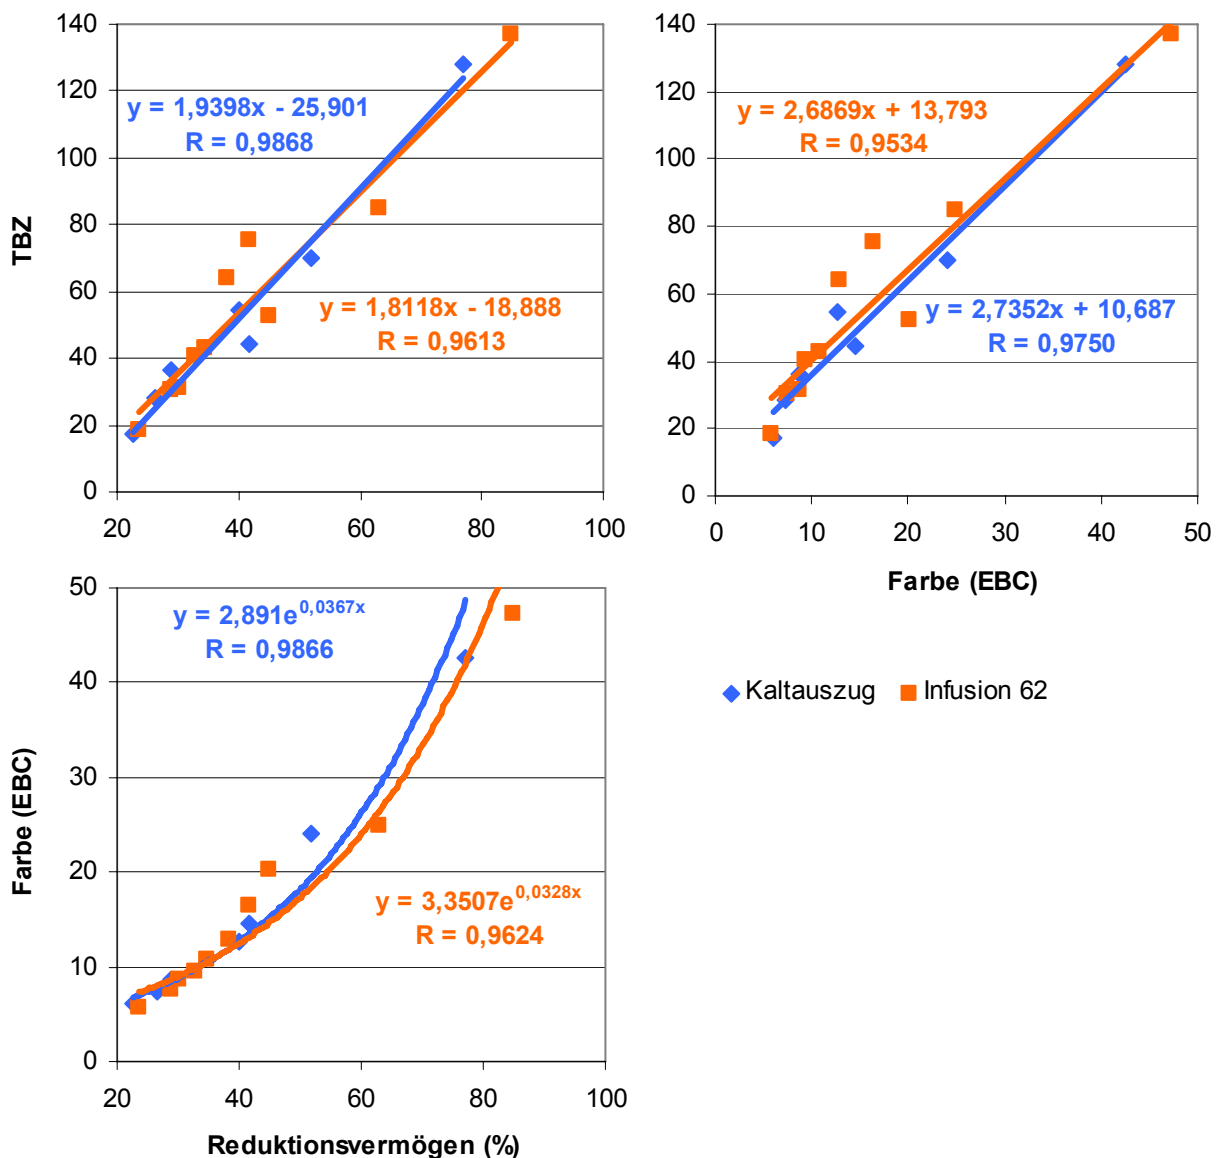 140
120
100
80
60
40
20
0
TBZ
y = 1,9398x - 25,901
R = 0,9868
y = 1,8118x - 18,888
R = 0,9613
20 40 60 80 100
140
120
100
80
60
40
20
0
y = 2,6869x + 13,793
R = 0,9534
y = 2,7352x + 10,687
R = 0,9750
0 10 20 30 40 50
Farbe (EBC)
50
40
30
20
10
0
Farbe (EBC)
y = 2,891e^0,0367x
R = 0,9866
y = 3,3507e^0,0328x
R = 0,9624
20 40 60 80 100
Reduktionsvermögen (%)
Kaltauszug Infusion 62